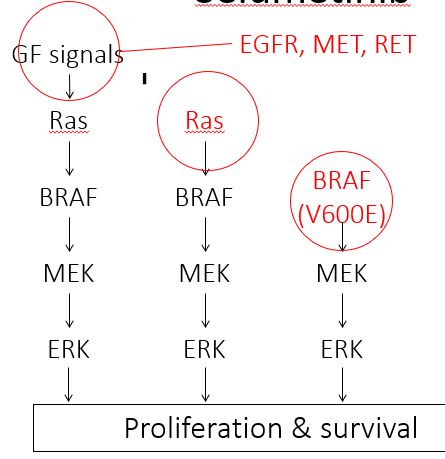 GF signals
EGFR, MET, RET
Ras
Ras
BRAF
BRAF
BRAF
(V600E)
MEK
MEK
MEK
ERK
ERK
ERK
Proliferation & survival